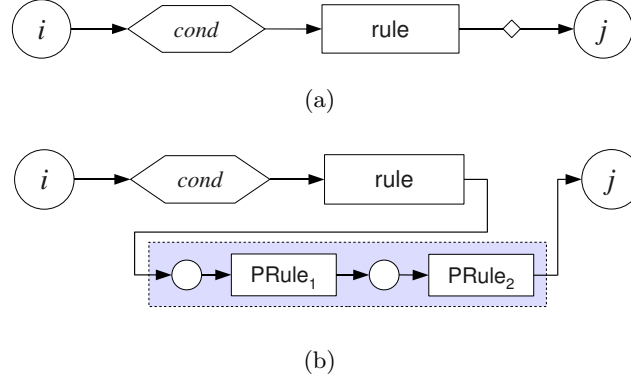 i cond rule j
(a)
i cond rule j
PRule₁ PRule₂
(b)